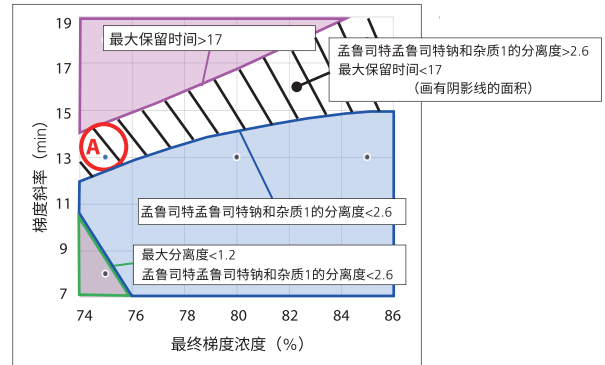 19
17
15
13
11
9
7
梯度斜率（min）
最大保留时间>17
孟鲁司特孟鲁司特钠和杂质1的分离度>2.6
最大保留时间<17
（画有阴影线的面积）
A
孟鲁司特孟鲁司特钠和杂质1的分离度<2.6
最大分离度<1.2
孟鲁司特孟鲁司特钠和杂质1的分离度<2.6
74 78 80 82 84 86
76
最终梯度浓度（%）